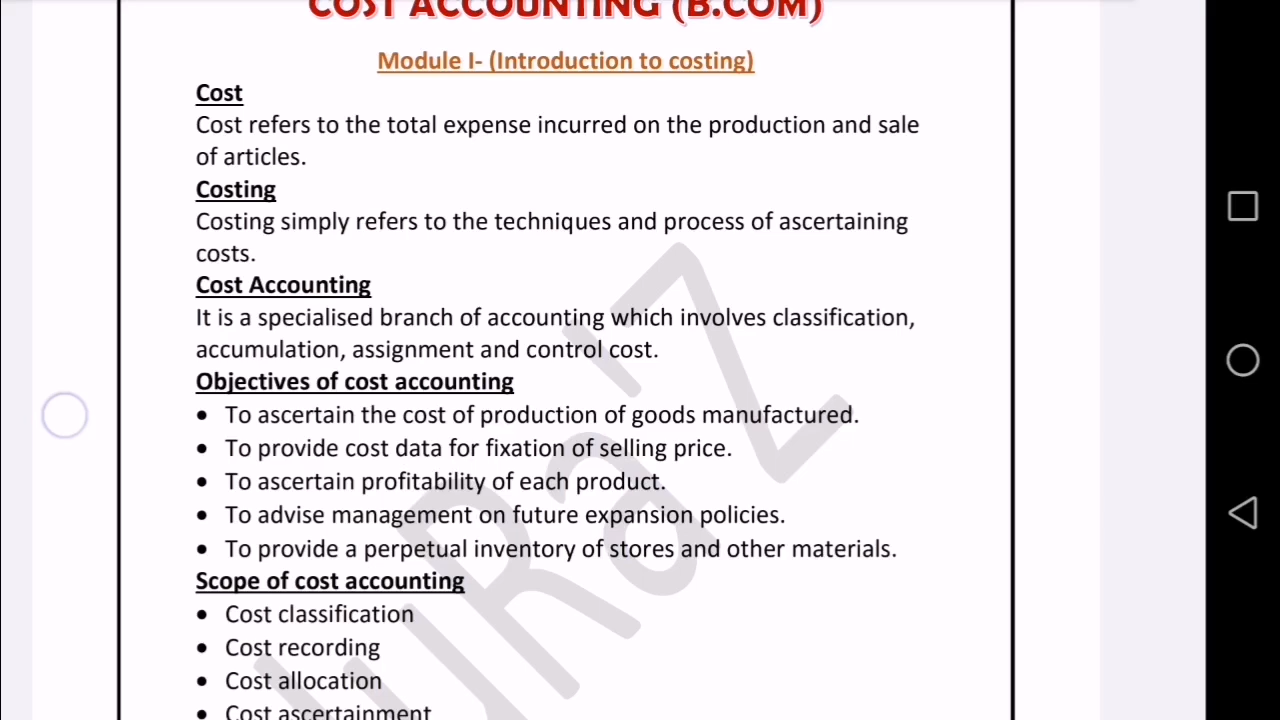 COST ACCOUNTING (B.COM)
Module I- (Introduction to costing)
Cost
Cost refers to the total expense incurred on the production and sale
of articles.
Costing
Costing simply refers to the techniques and process of ascertaining
costs.
Cost Accounting
It is a specialised branch of accounting which involves classification,
accumulation, assignment and control cost.
Objectives of cost accounting
• To ascertain the cost of production of goods manufactured.
• To provide cost data for fixation of selling price.
• To ascertain profitability of each product.
• To advise management on future expansion policies.
• To provide a perpetual inventory of stores and other materials.
Scope of cost accounting
• Cost classification
• Cost recording
• Cost allocation
• Cost ascertainment